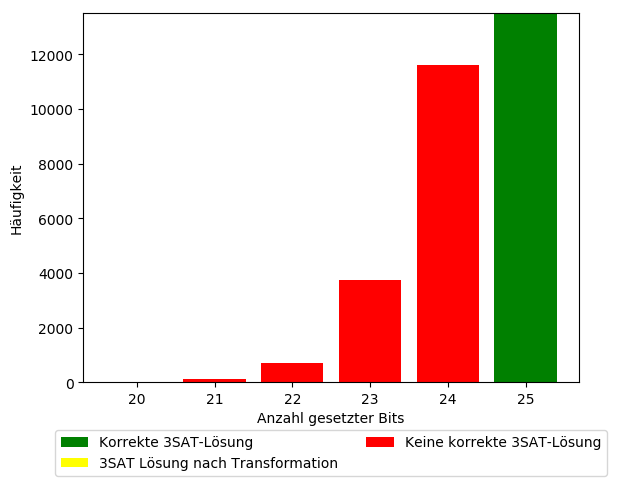 12000
10000
8000
6000
4000
2000
0
Häufigkeit
20 21 22 23 24 25
Anzahl gesetzter Bits
Korrekte 3SAT-Lösung
3SAT Lösung nach Transformation
Keine korrekte 3SAT-Lösung